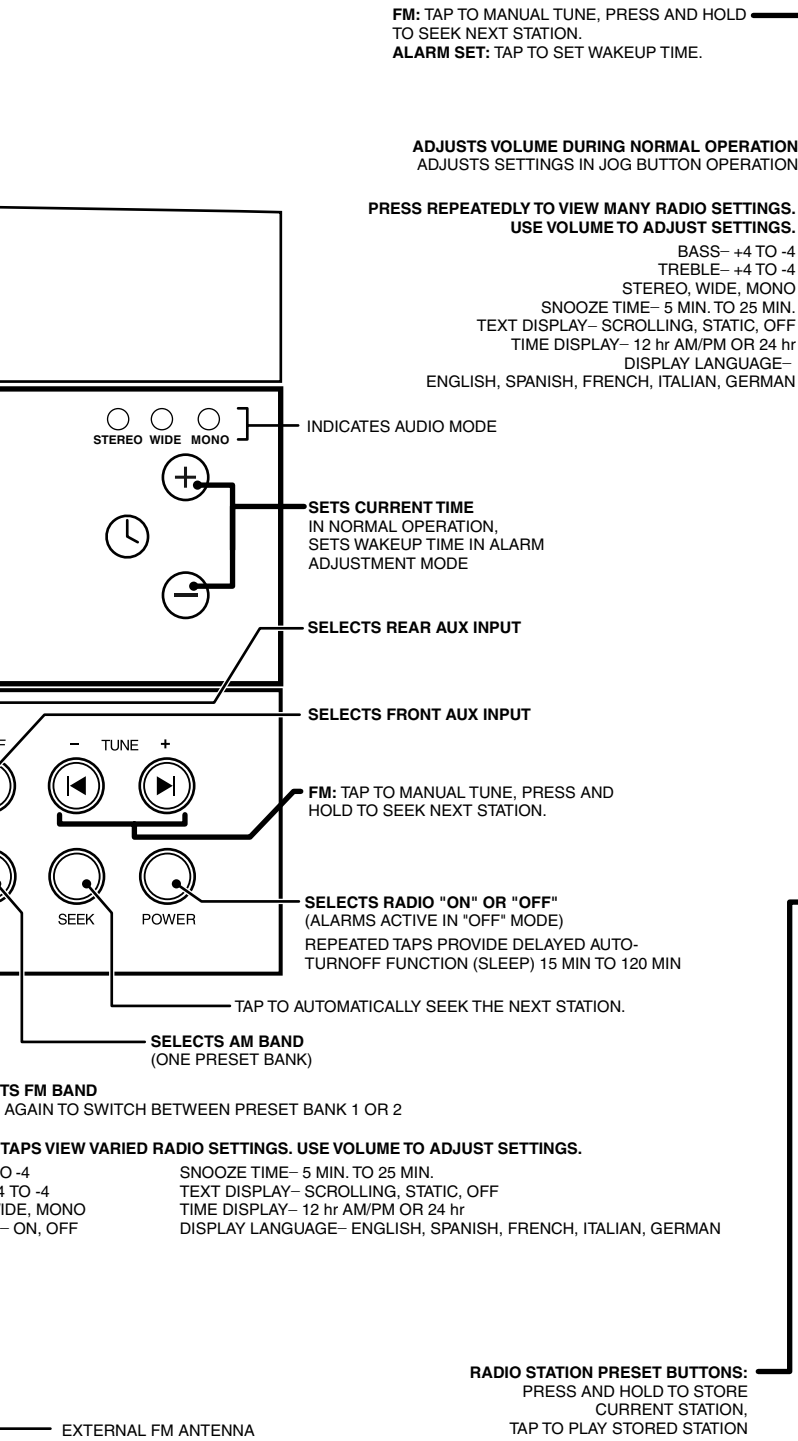 FM: TAP TO MANUAL TUNE, PRESS AND HOLD
TO SEEK NEXT STATION.
ALARM SET: TAP TO SET WAKEUP TIME.
ADJUSTS VOLUME DURING NORMAL OPERATION
ADJUSTS SETTINGS IN JOG BUTTON OPERATION
PRESS REPEATEDLY TO VIEW MANY RADIO SETTINGS.
USE VOLUME TO ADJUST SETTINGS.
BASS– +4 TO -4
TREBLE– +4 TO -4
STEREO, WIDE, MONO
SNOOZE TIME– 5 MIN. TO 25 MIN.
TEXT DISPLAY– SCROLLING, STATIC, OFF
TIME DISPLAY– 12 hr AM/PM OR 24 hr
DISPLAY LANGUAGE–
ENGLISH, SPANISH, FRENCH, ITALIAN, GERMAN
STEREO WIDE MONO
INDICATES AUDIO MODE
+
SETS CURRENT TIME
IN NORMAL OPERATION,
SETS WAKEUP TIME IN ALARM
ADJUSTMENT MODE
–
SELECTS REAR AUX INPUT
SELECTS FRONT AUX INPUT
F
– TUNE +
FM: TAP TO MANUAL TUNE, PRESS AND
HOLD TO SEEK NEXT STATION.
SEEK POWER
SELECTS RADIO "ON" OR "OFF"
(ALARMS ACTIVE IN "OFF" MODE)
REPEATED TAPS PROVIDE DELAYED AUTO-
TURNOFF FUNCTION (SLEEP) 15 MIN TO 120 MIN
TAP TO AUTOMATICALLY SEEK THE NEXT STATION.
SELECTS AM BAND
(ONE PRESET BANK)
TS FM BAND
AGAIN TO SWITCH BETWEEN PRESET BANK 1 OR 2
TAPS VIEW VARIED RADIO SETTINGS. USE VOLUME TO ADJUST SETTINGS.
O -4 SNOOZE TIME– 5 MIN. TO 25 MIN.
4 TO -4 TEXT DISPLAY– SCROLLING, STATIC, OFF
IDE, MONO TIME DISPLAY– 12 hr AM/PM OR 24 hr
– ON, OFF DISPLAY LANGUAGE– ENGLISH, SPANISH, FRENCH, ITALIAN, GERMAN
RADIO STATION PRESET BUTTONS:
PRESS AND HOLD TO STORE
CURRENT STATION,
TAP TO PLAY STORED STATION
EXTERNAL FM ANTENNA